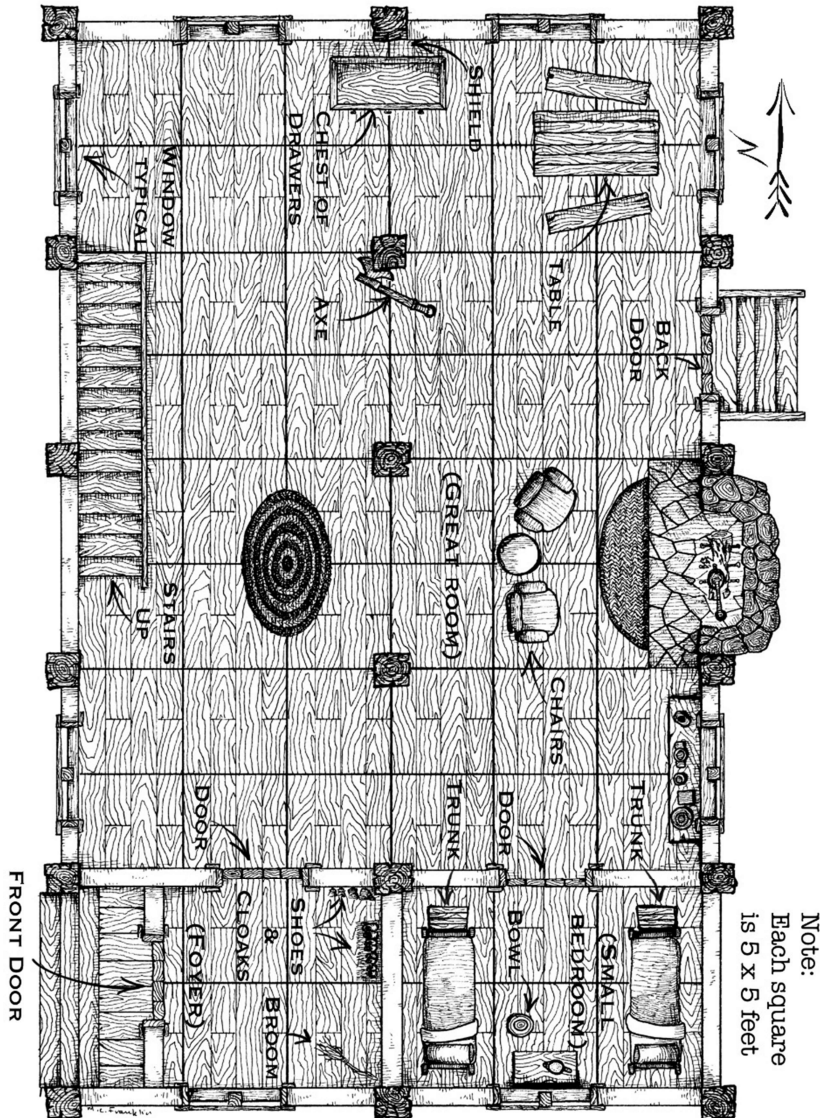 Note:
Each square
is 5 x 5 feet
N
BACK
DOOR
TRUNK
TABLE
CHAIRS
DOOR
(SMALL
BEDROOM)
BOWL
SHIELD
(GREAT ROOM)
TRUNK
CHEST OF
DRAWERS
AXE
SHOES
&
CLOAKS
BROOM
DOOR
(FOYER)
WINDOW
TYPICAL
STAIRS
UP
FRONT DOOR
M.C. Franklin